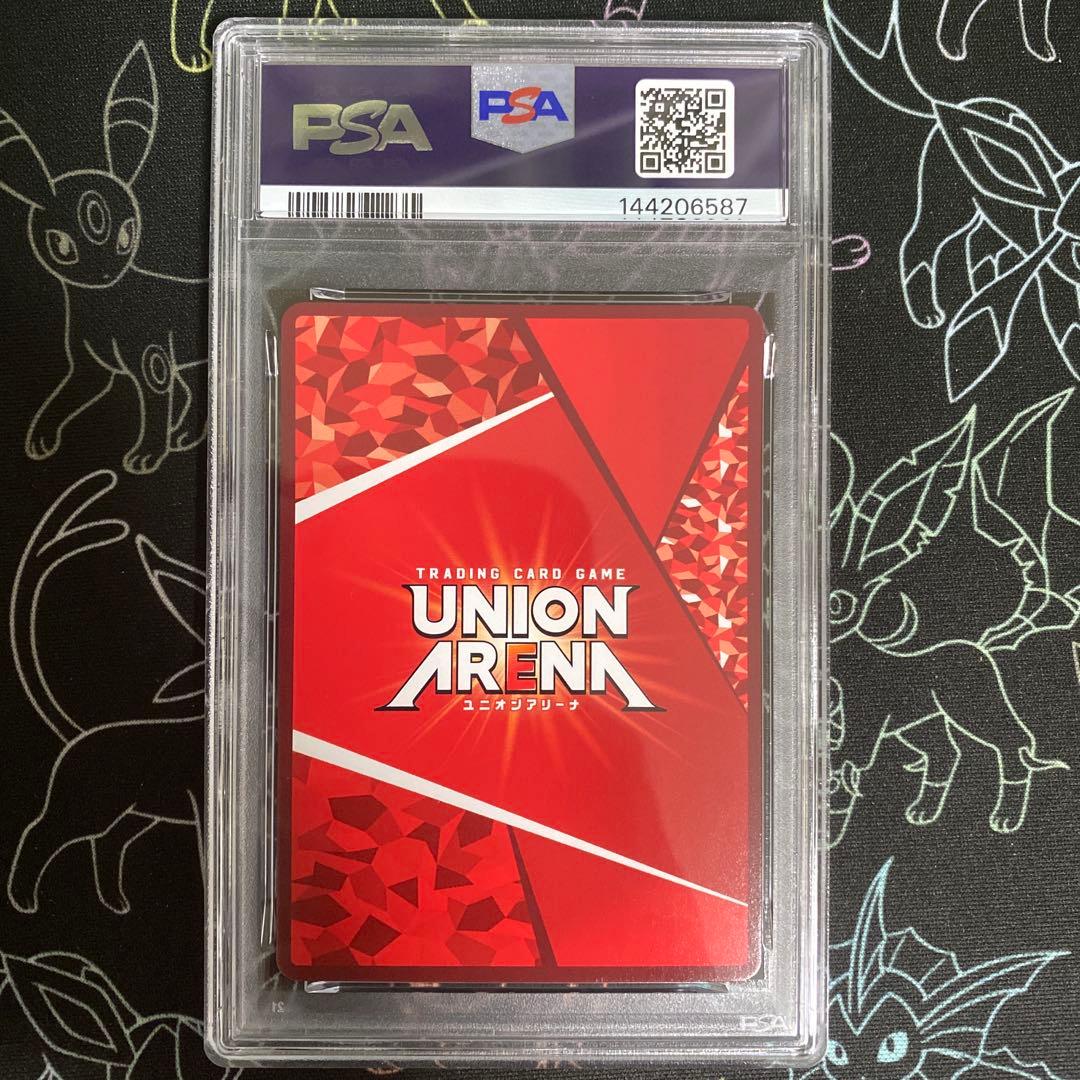 PSA
PSA
144206587
TRADING CARD GAME
UNION
ARENA
ユニオンアリーナ
PSA